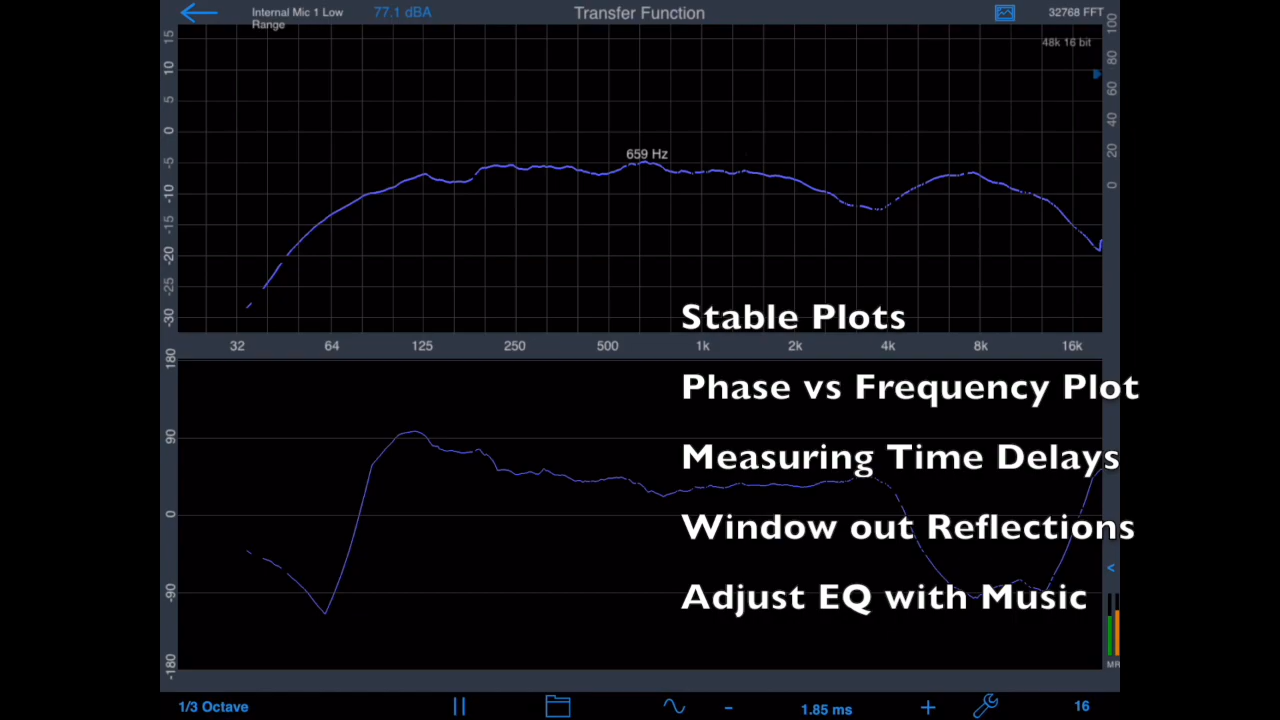 Internal Mic 1 Low Range
77.1 dBA
Transfer Function
32768 FFT
48k 16 bit
15
10
5
0
-5
-10
-15
-20
-25
-30
100
80
60
40
20
0
659 Hz
Stable Plots
32 64 125 250 500 1k 2k 4k 8k 16k
180
90
0
-90
-180
Phase vs Frequency Plot
Measuring Time Delays
Window out Reflections
<
Adjust EQ with Music
MR
1/3 Octave
-
1.85 ms
+
16